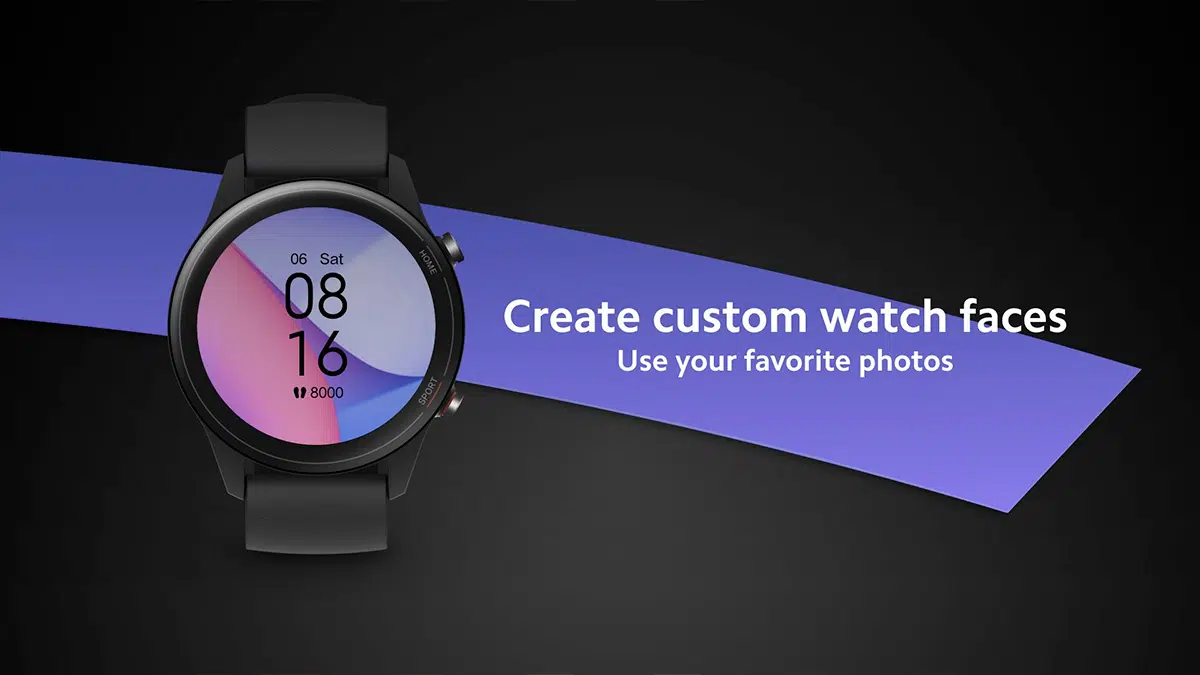 06 Sat
08
16
8000
HOME
SPORT
Create custom watch faces
Use your favorite photos